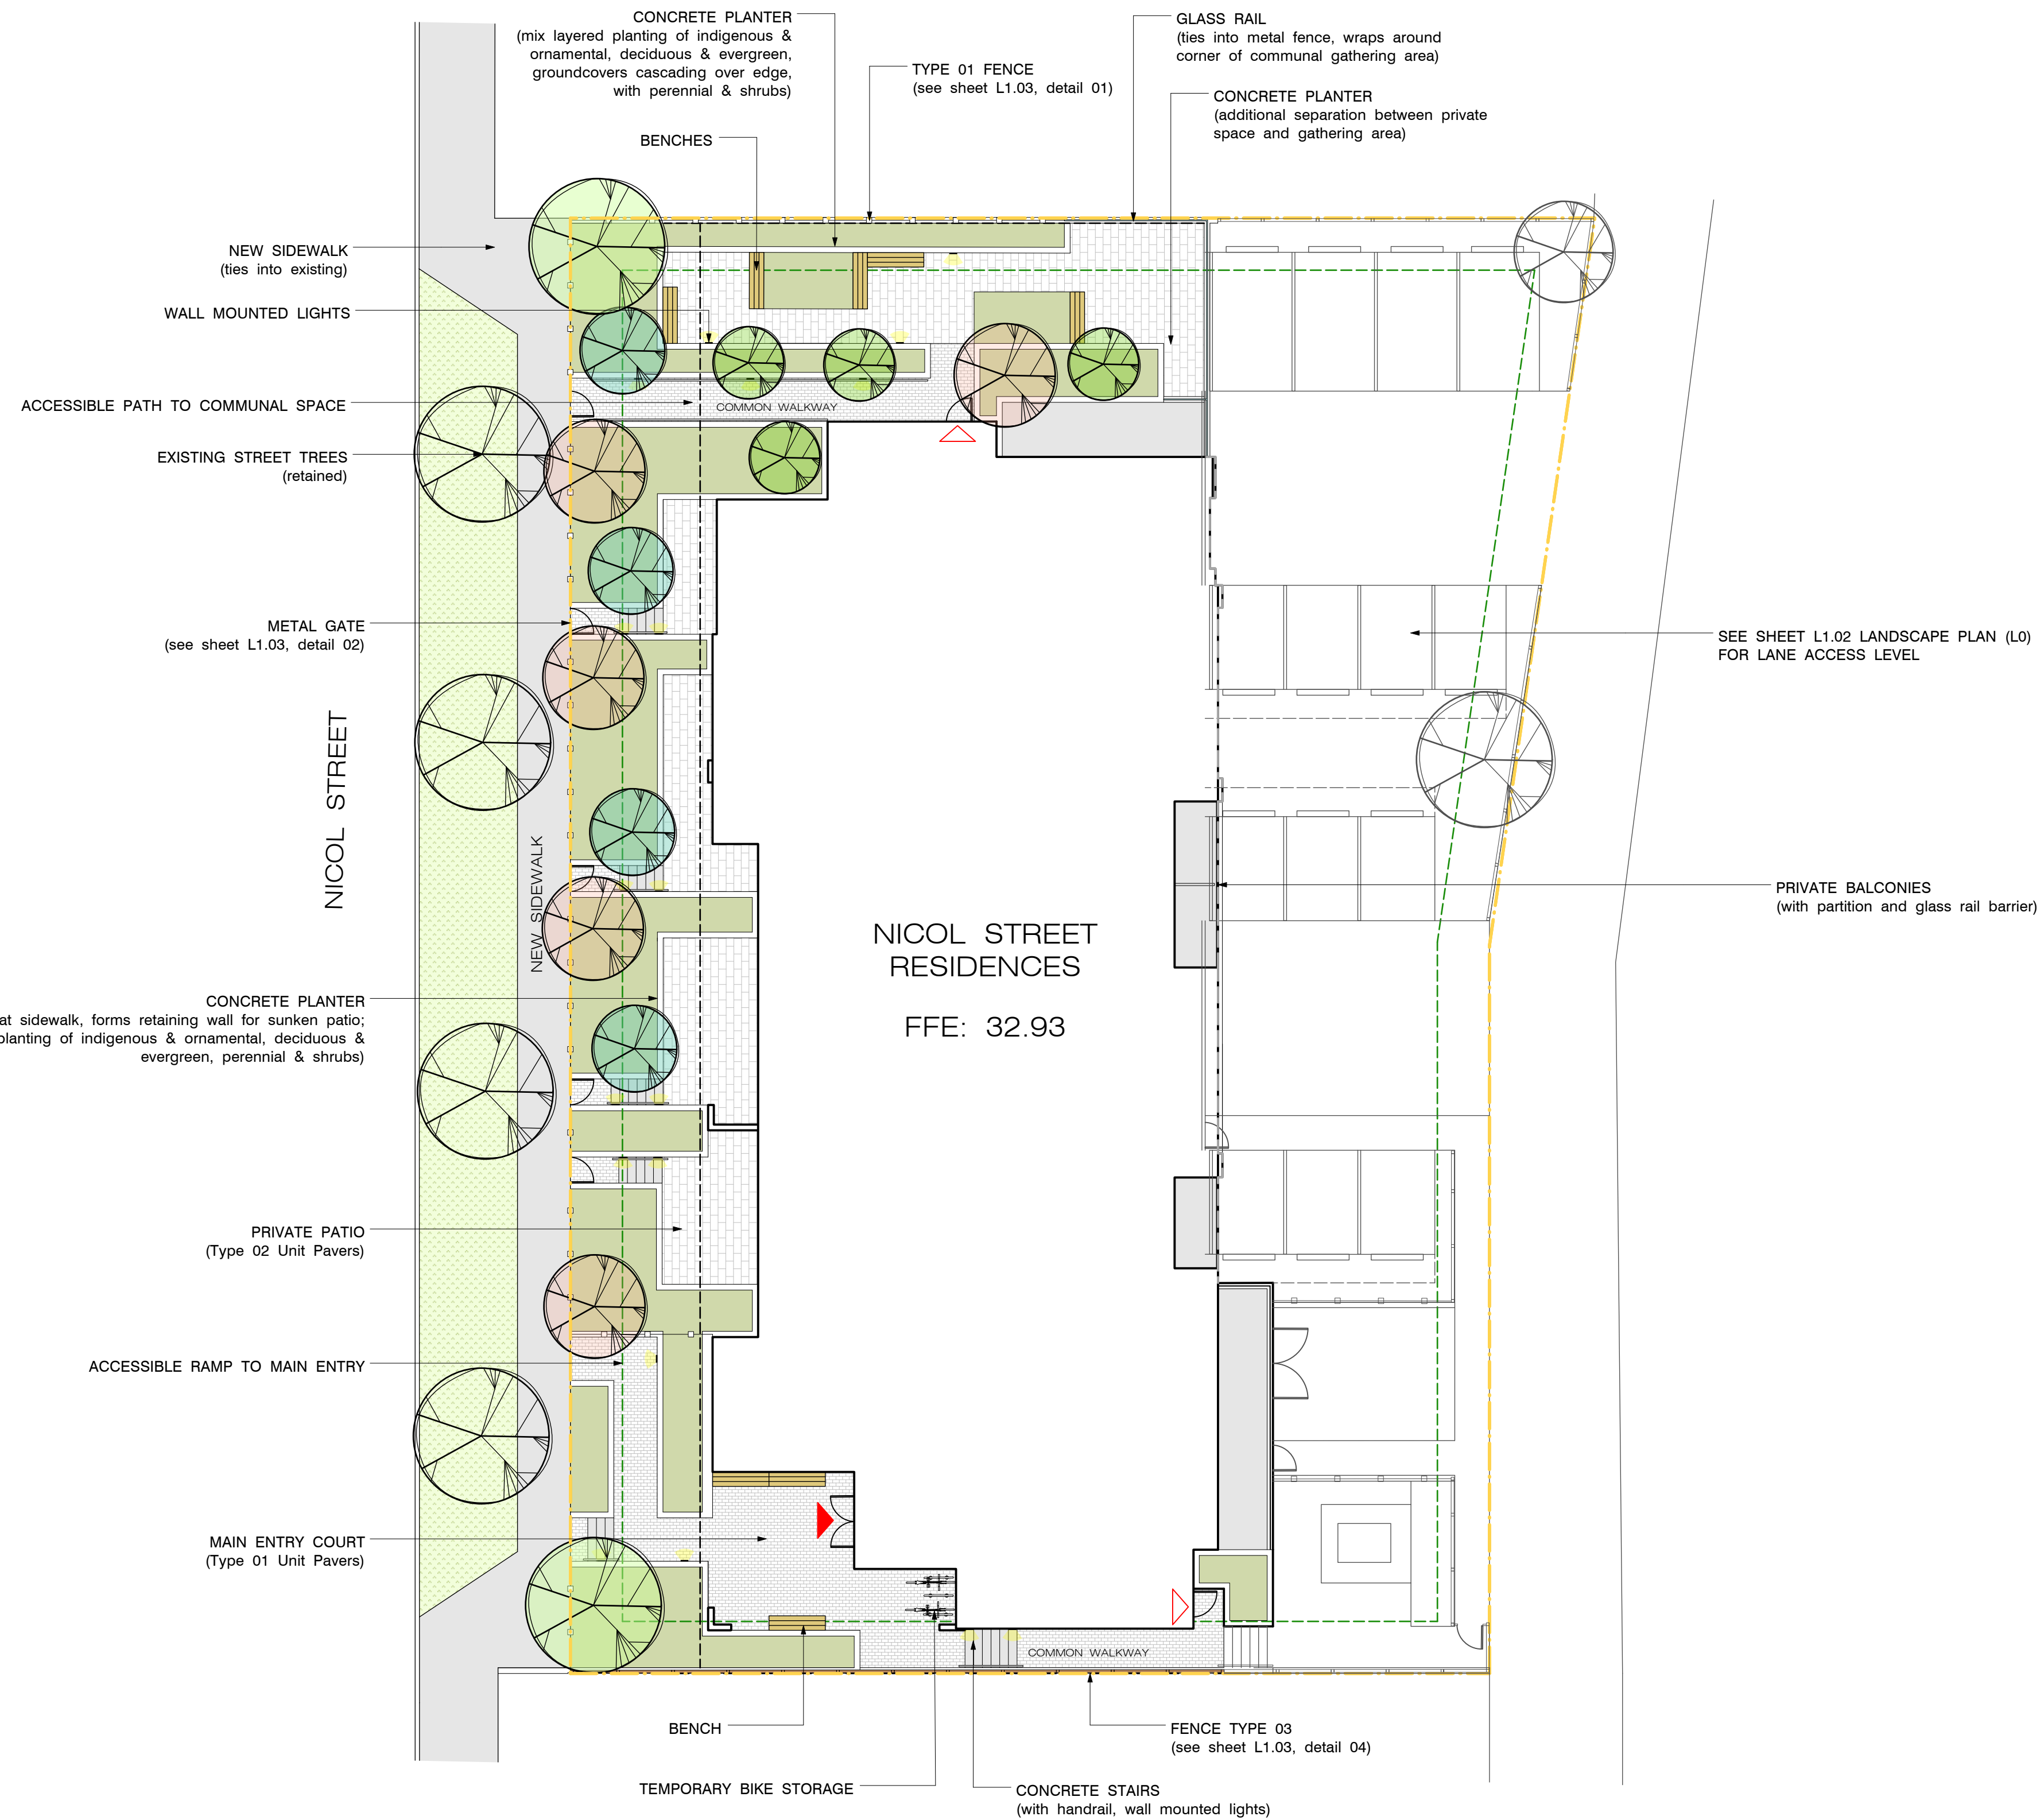 CONCRETE PLANTER
(mix layered planting of indigenous &
ornamental, deciduous & evergreen,
groundcovers cascading over edge,
with perennial & shrubs)
GLASS RAIL
(ties into metal fence, wraps around
corner of communal gathering area)
TYPE 01 FENCE
(see sheet L1.03, detail 01)
CONCRETE PLANTER
(additional separation between private
space and gathering area)
BENCHES
NEW SIDEWALK
(ties into existing)
WALL MOUNTED LIGHTS
ACCESSIBLE PATH TO COMMUNAL SPACE
COMMON WALKWAY
EXISTING STREET TREES
(retained)
METAL GATE
(see sheet L1.03, detail 02)
SEE SHEET L1.02 LANDSCAPE PLAN (L0)
FOR LANE ACCESS LEVEL
NICOL STREET
NEW SIDEWALK
PRIVATE BALCONIES
(with partition and glass rail barrier)
NICOL STREET
RESIDENCES
FFE: 32.93
CONCRETE PLANTER
at sidewalk, forms retaining wall for sunken patio;
planting of indigenous & ornamental, deciduous &
evergreen, perennial & shrubs)
PRIVATE PATIO
(Type 02 Unit Pavers)
ACCESSIBLE RAMP TO MAIN ENTRY
MAIN ENTRY COURT
(Type 01 Unit Pavers)
COMMON WALKWAY
BENCH
FENCE TYPE 03
(see sheet L1.03, detail 04)
TEMPORARY BIKE STORAGE
CONCRETE STAIRS
(with handrail, wall mounted lights)